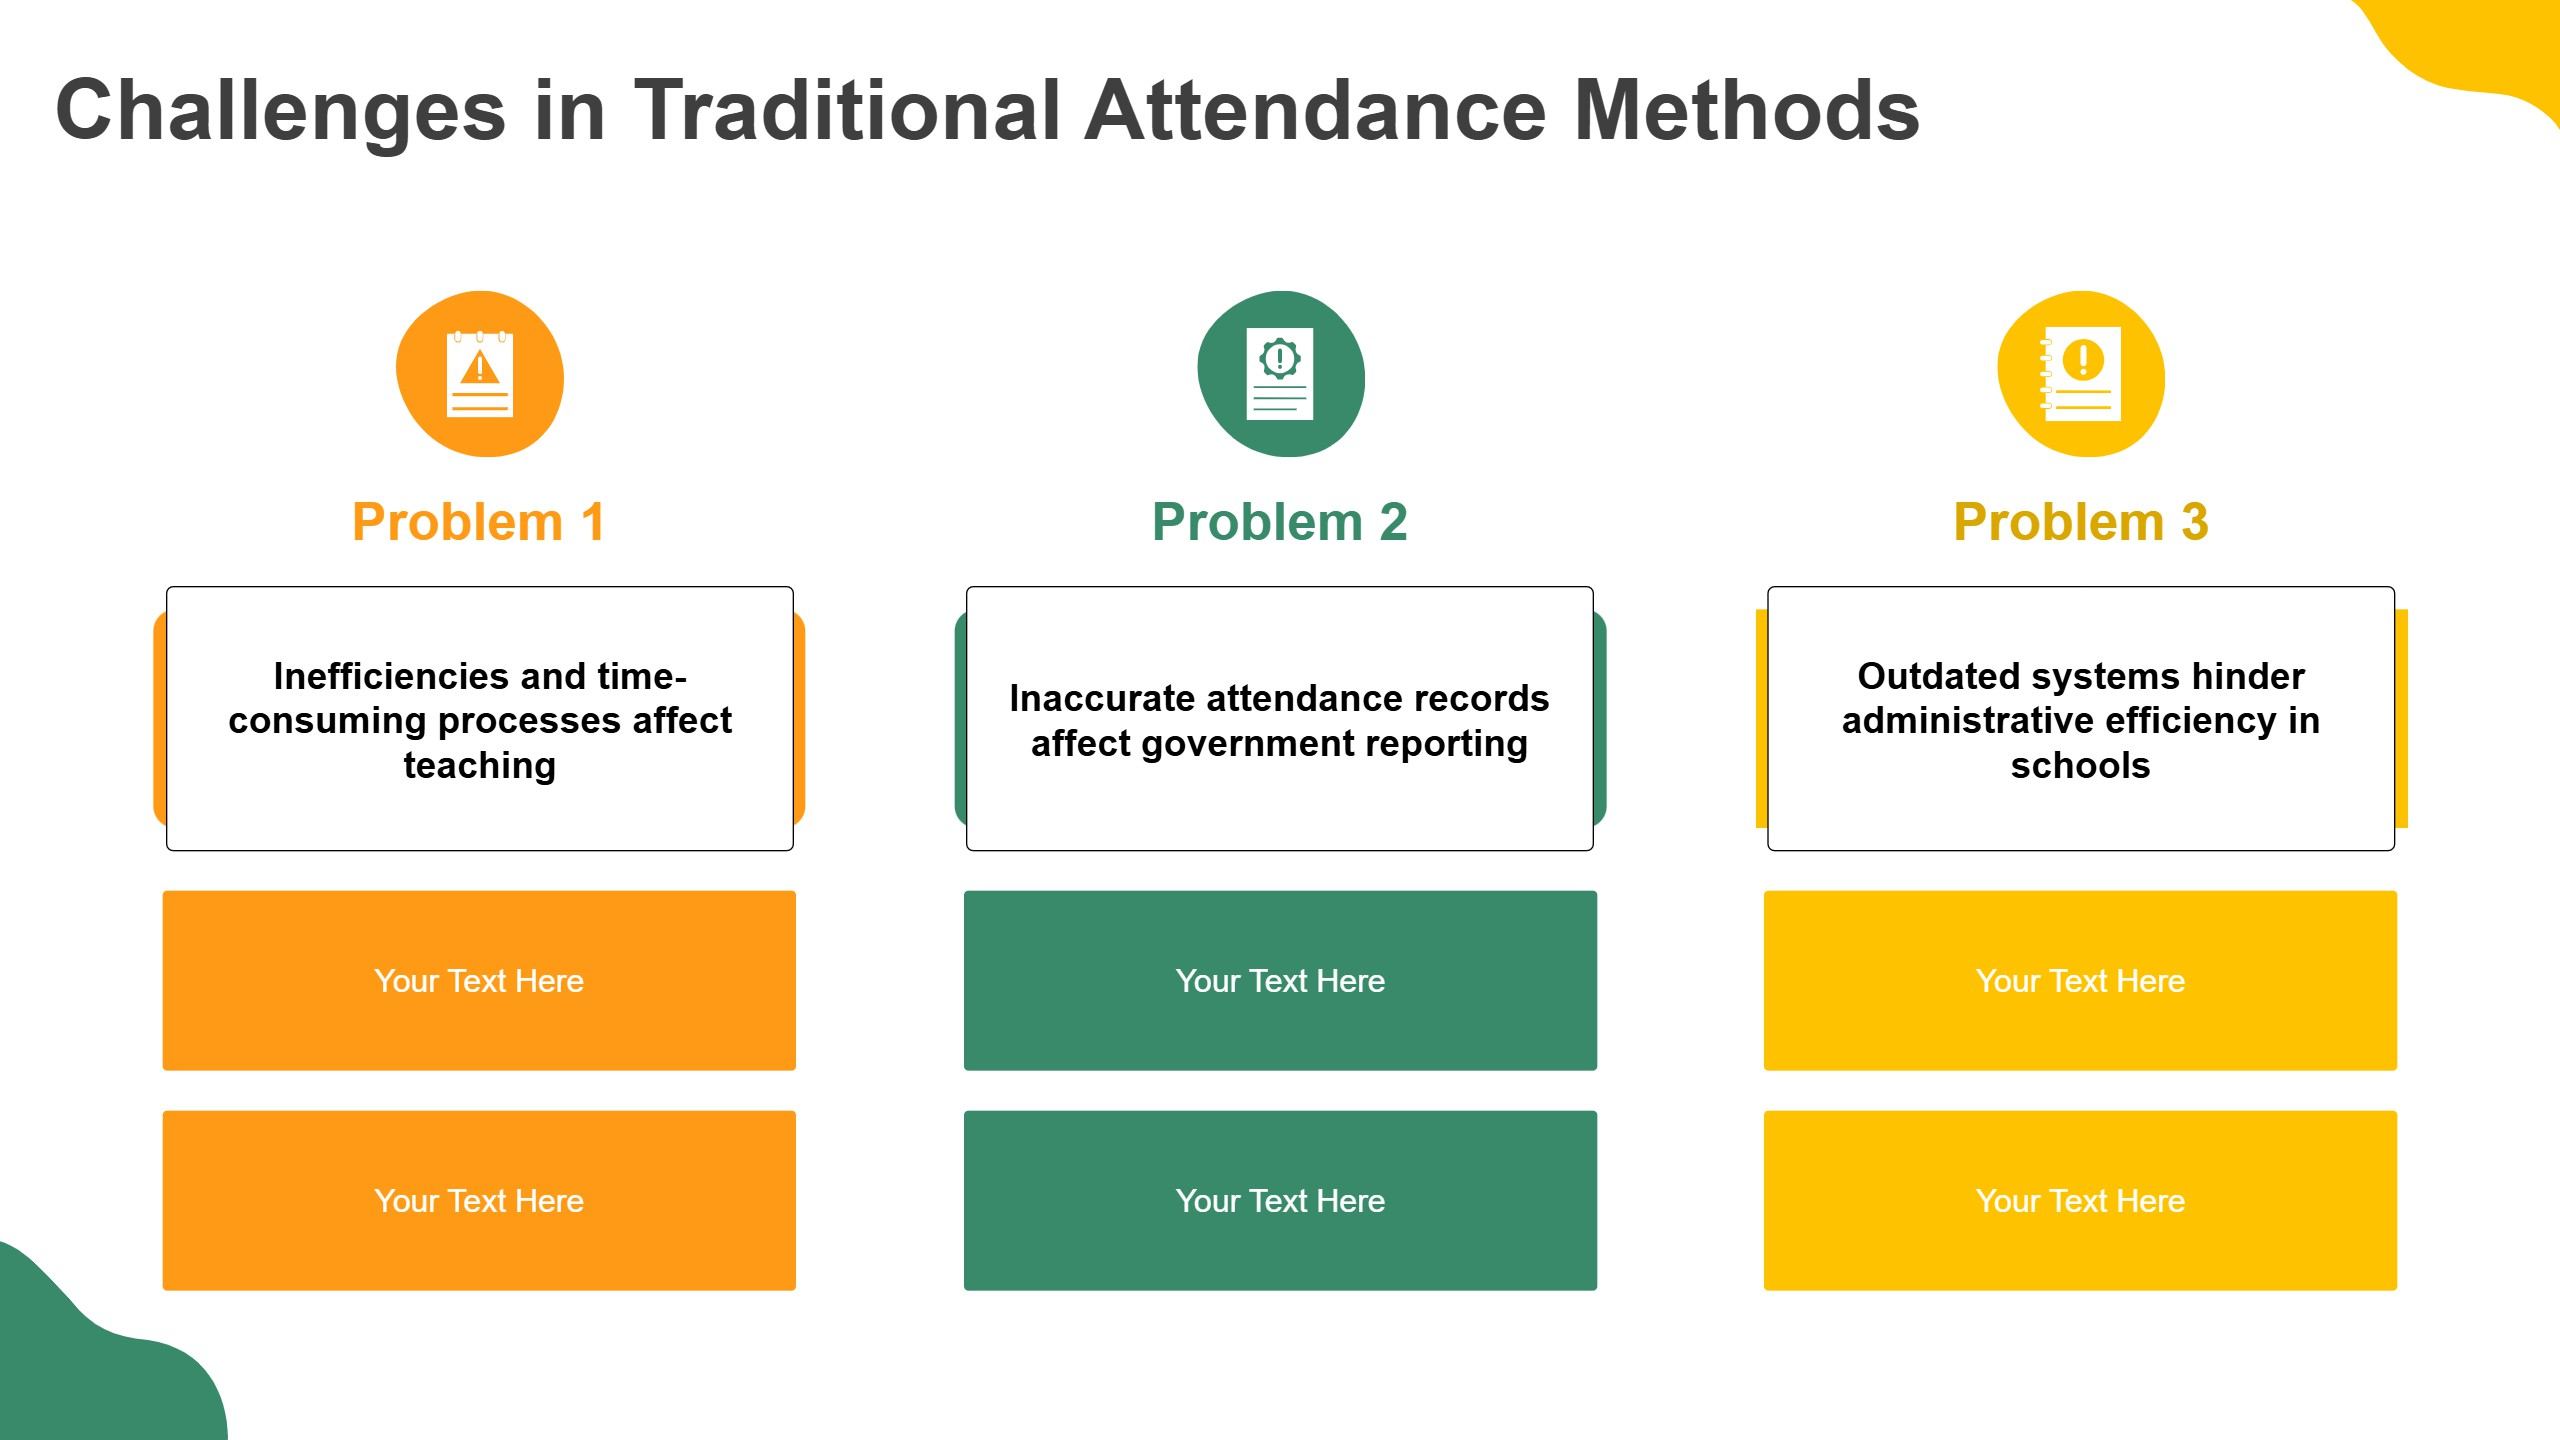 Challenges in Traditional Attendance Methods
Problem 1
Inefficiencies and time-
consuming processes affect
teaching
Your Text Here
Your Text Here
Problem 2
Inaccurate attendance records
affect government reporting
Your Text Here
Your Text Here
Problem 3
Outdated systems hinder
administrative efficiency in
schools
Your Text Here
Your Text Here